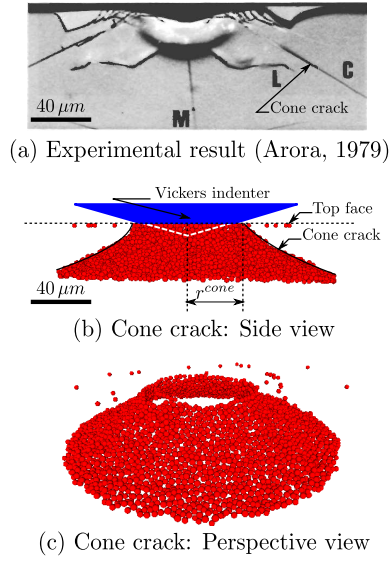 L
C
M
40 μm
Cone crack
(a) Experimental result (Arora, 1979)
Vickers indenter
Top face
Cone crack
r^cone
40 μm
(b) Cone crack: Side view
(c) Cone crack: Perspective view